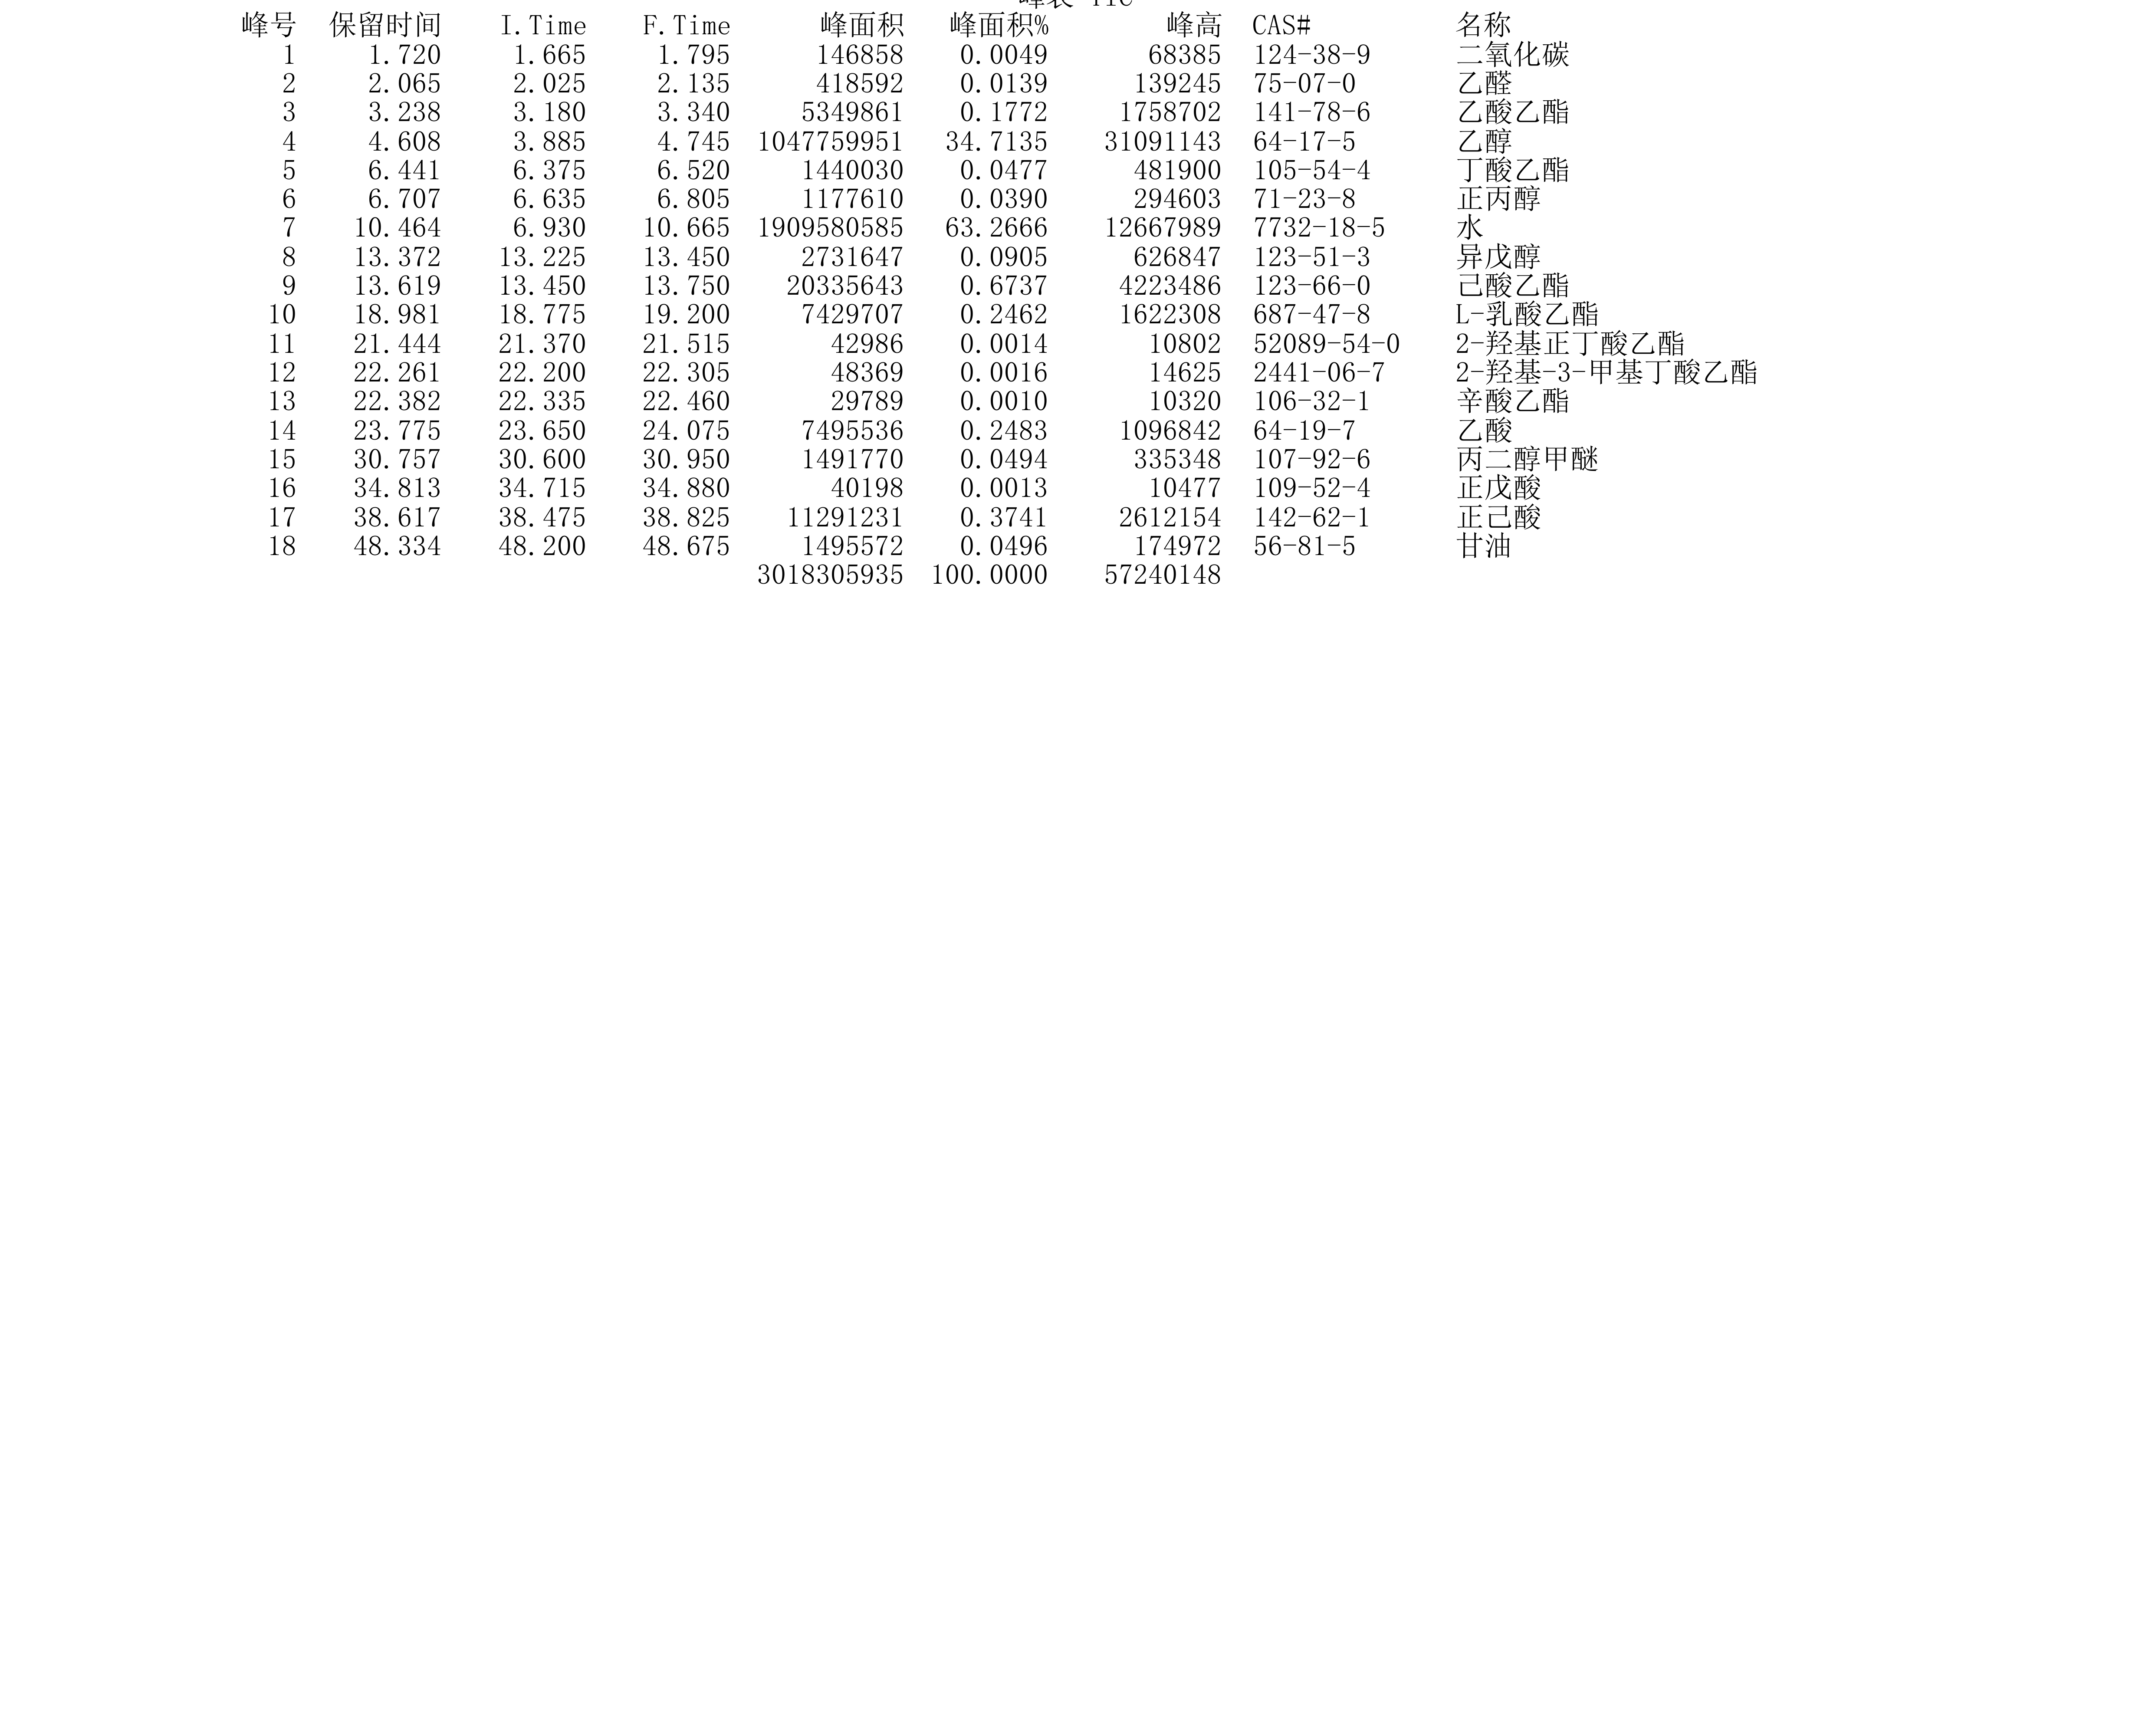 峰表 TIC
峰号 保留时间 I.Time F.Time 峰面积 峰面积% 峰高 CAS# 名称
1 1.720 1.665 1.795 146858 0.0049 68385 124-38-9 二氧化碳
2 2.065 2.025 2.135 418592 0.0139 139245 75-07-0 乙醛
3 3.238 3.180 3.340 5349861 0.1772 1758702 141-78-6 乙酸乙酯
4 4.608 3.885 4.745 1047759951 34.7135 31091143 64-17-5 乙醇
5 6.441 6.375 6.520 1440030 0.0477 481900 105-54-4 丁酸乙酯
6 6.707 6.635 6.805 1177610 0.0390 294603 71-23-8 正丙醇
7 10.464 6.930 10.665 1909580585 63.2666 12667989 7732-18-5 水
8 13.372 13.225 13.450 2731647 0.0905 626847 123-51-3 异戊醇
9 13.619 13.450 13.750 20335643 0.6737 4223486 123-66-0 己酸乙酯
10 18.981 18.775 19.200 7429707 0.2462 1622308 687-47-8 L-乳酸乙酯
11 21.444 21.370 21.515 42986 0.0014 10802 52089-54-0 2-羟基正丁酸乙酯
12 22.261 22.200 22.305 48369 0.0016 14625 2441-06-7 2-羟基-3-甲基丁酸乙酯
13 22.382 22.335 22.460 29789 0.0010 10320 106-32-1 辛酸乙酯
14 23.775 23.650 24.075 7495536 0.2483 1096842 64-19-7 乙酸
15 30.757 30.600 30.950 1491770 0.0494 335348 107-92-6 丙二醇甲醚
16 34.813 34.715 34.880 40198 0.0013 10477 109-52-4 正戊酸
17 38.617 38.475 38.825 11291231 0.3741 2612154 142-62-1 正己酸
18 48.334 48.200 48.675 1495572 0.0496 174972 56-81-5 甘油
3018305935 100.0000 57240148